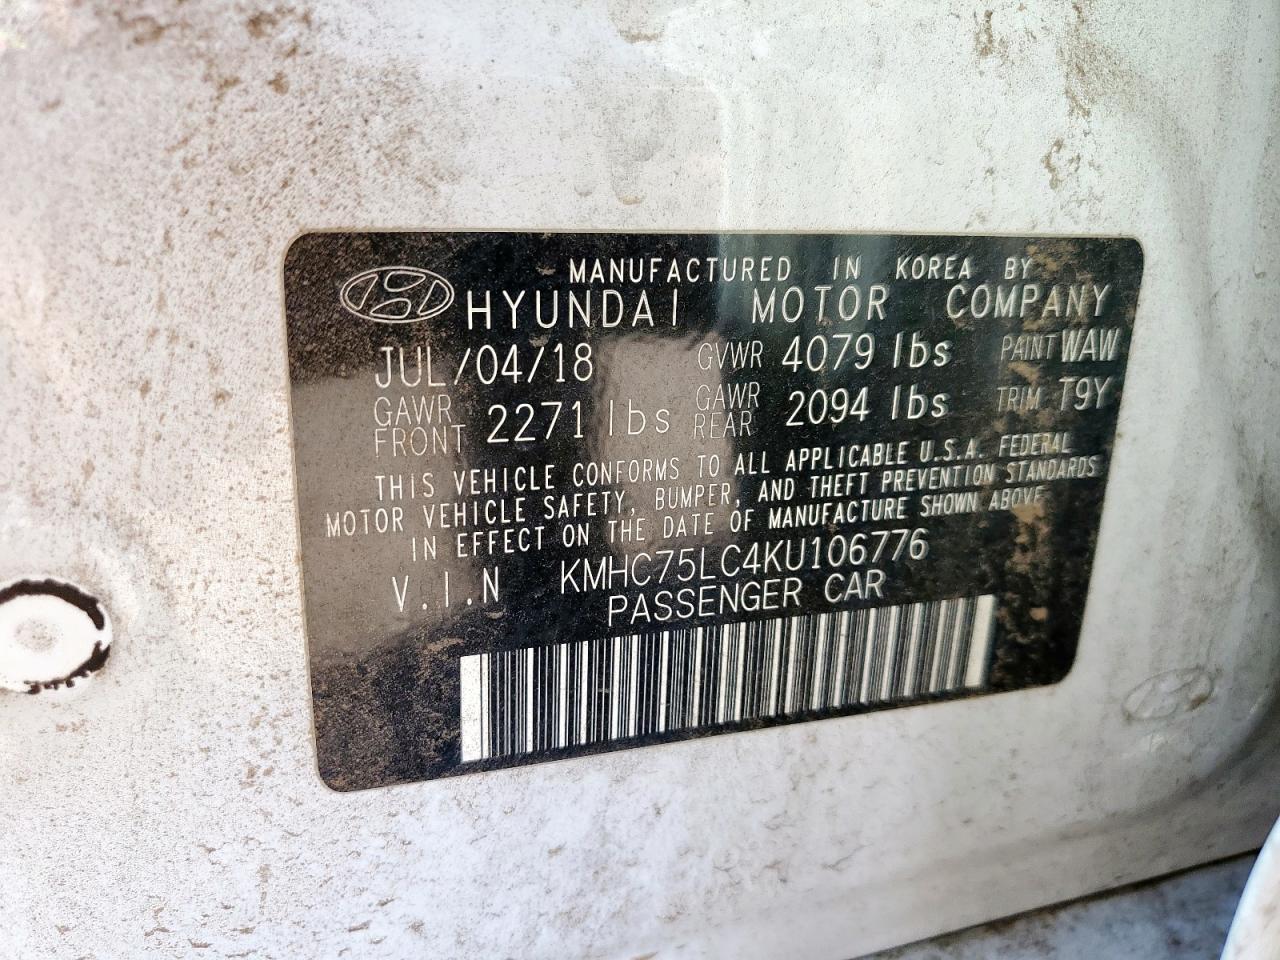 MANUFACTURED IN KOREA BY
HYUNDAI MOTOR COMPANY
JUL/04/18 GVWR 4079 lbs PAINT WAW
GAWR FRONT 2271 lbs GAWR REAR 2094 lbs TRIM T9Y
THIS VEHICLE CONFORMS TO ALL APPLICABLE U.S.A. FEDERAL
MOTOR VEHICLE SAFETY, BUMPER, AND THEFT PREVENTION STANDARDS
IN EFFECT ON THE DATE OF MANUFACTURE SHOWN ABOVE
V.I.N KMHC75LC4KU106776
PASSENGER CAR